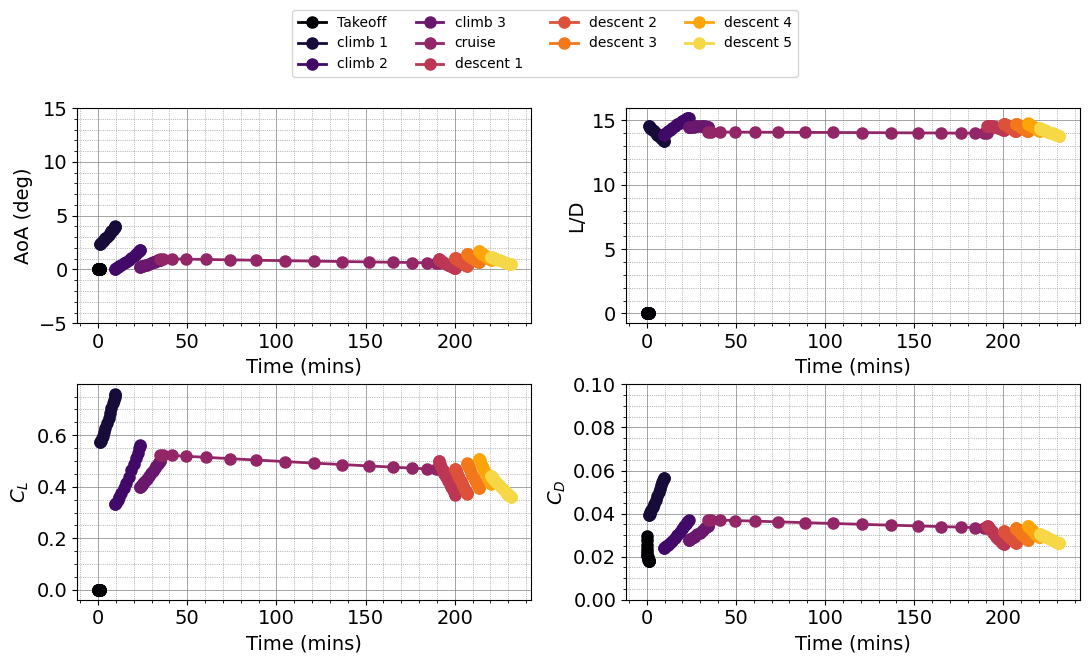 Takeoff climb 3 descent 2 descent 4
climb 1 cruise descent 3 descent 5
climb 2 descent 1
15
10
5
0
−5
AoA (deg)
0 50 100 150 200
Time (mins)
15
10
5
0
L/D
0 50 100 150 200
Time (mins)
0.6
0.4
0.2
0.0
C_L
0 50 100 150 200
Time (mins)
0.10
0.08
0.06
0.04
0.02
0.00
C_D
0 50 100 150 200
Time (mins)